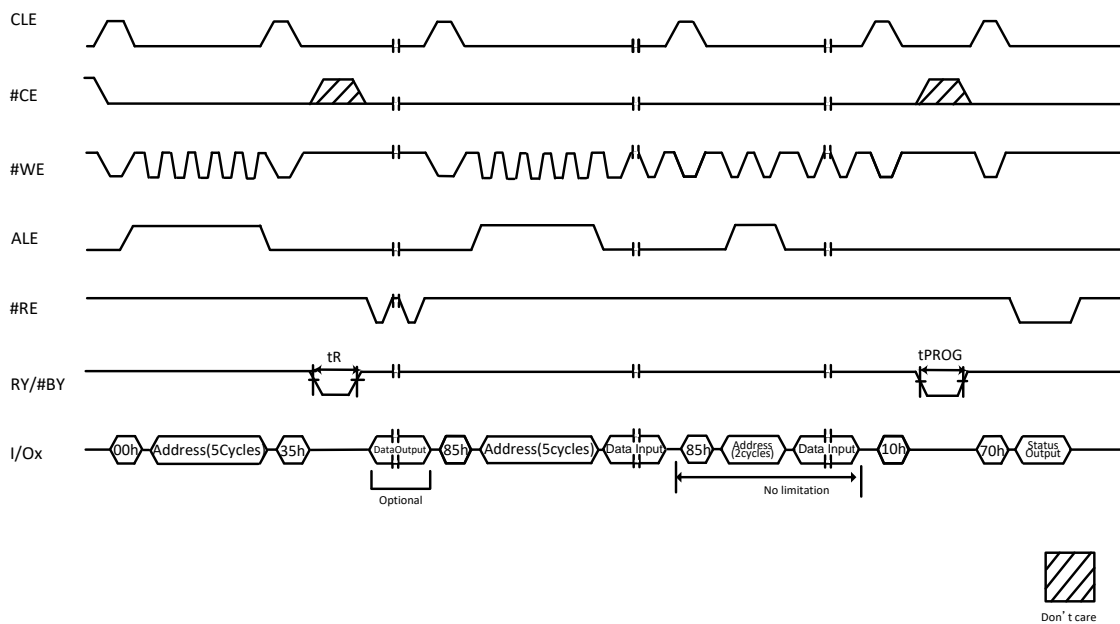 CLE
#CE
#WE
ALE
#RE
tR
tPROG
RY/#BY
I/Ox
00h
Address(5Cycles)
35h
DataOutput
85h
Address(5cycles)
Data Input
85h
Address
(2cycles)
Data Input
10h
70h
Status
Output
Optional
No limitation
Don’t care